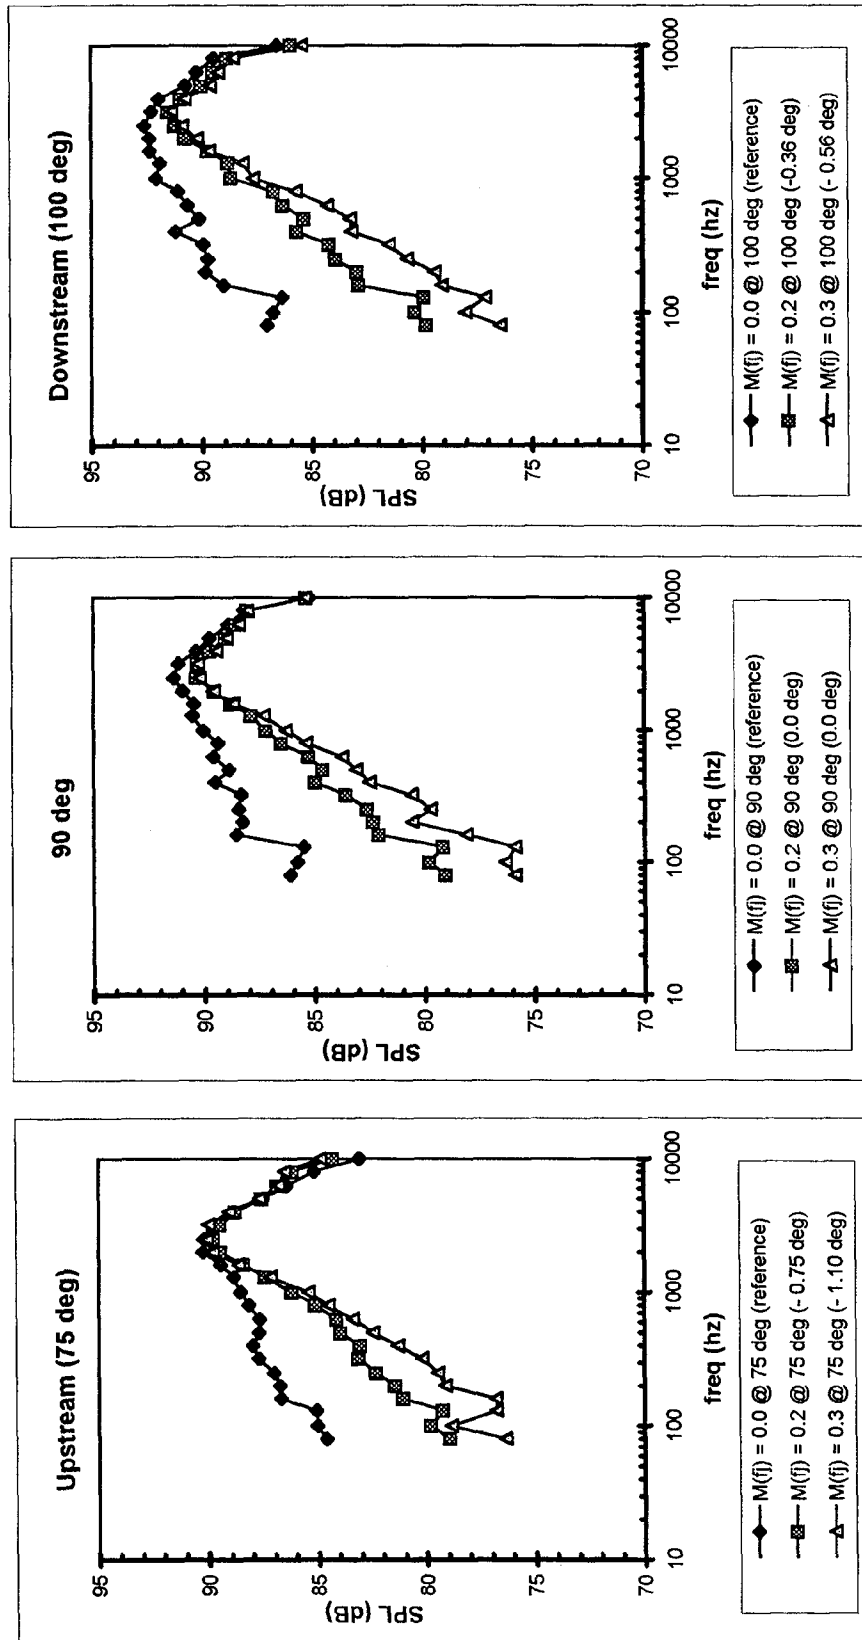 Upstream (75 deg)
95
90
85
80
75
70
SPL (dB)
10
100
1000
10000
freq (hz)
M(fj) = 0.0 @ 75 deg (reference)
M(fj) = 0.2 @ 75 deg (- 0.75 deg)
M(fj) = 0.3 @ 75 deg (- 1.10 deg)
90 deg
95
90
85
80
75
70
SPL (dB)
10
100
1000
10000
freq (hz)
M(fj) = 0.0 @ 90 deg (reference)
M(fj) = 0.2 @ 90 deg (0.0 deg)
M(fj) = 0.3 @ 90 deg (0.0 deg)
Downstream (100 deg)
95
90
85
80
75
70
SPL (dB)
10
100
1000
10000
freq (hz)
M(fj) = 0.0 @ 100 deg (reference)
M(fj) = 0.2 @ 100 deg (-0.36 deg)
M(fj) = 0.3 @ 100 deg (- 0.56 deg)